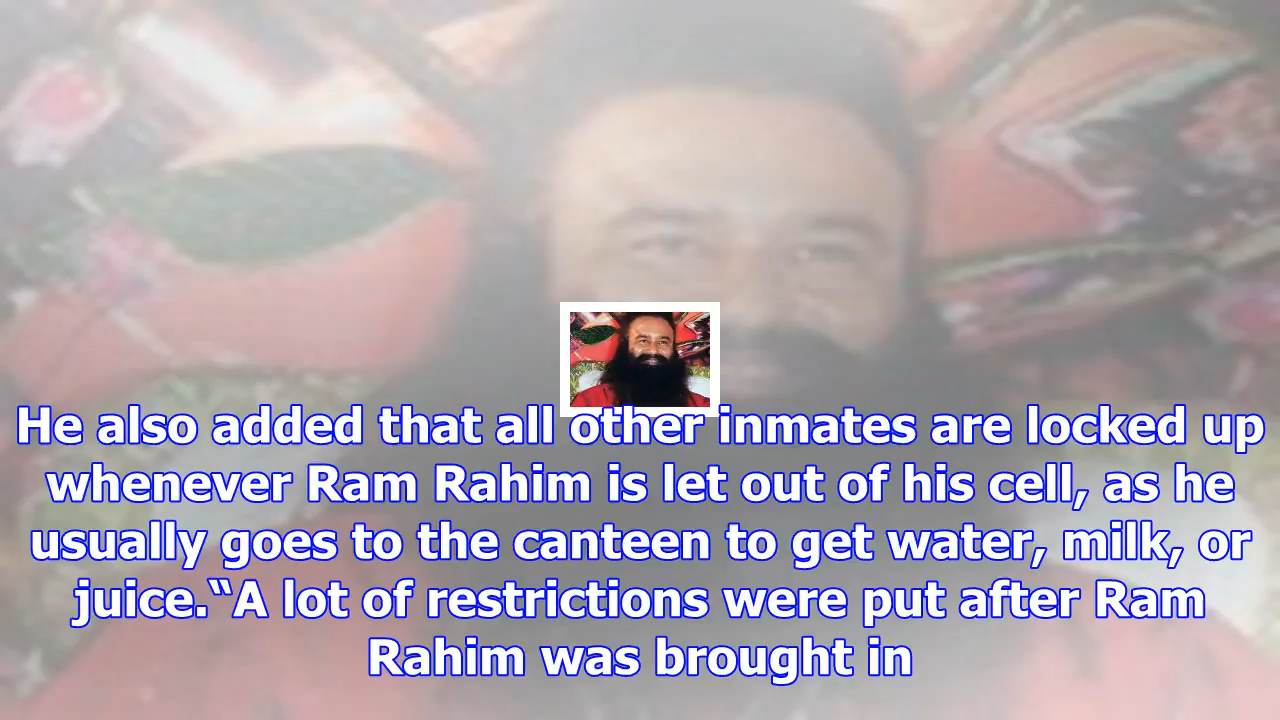 He also added that all other inmates are locked up
whenever Ram Rahim is let out of his cell, as he
usually goes to the canteen to get water, milk, or
juice.“A lot of restrictions were put after Ram
Rahim was brought in